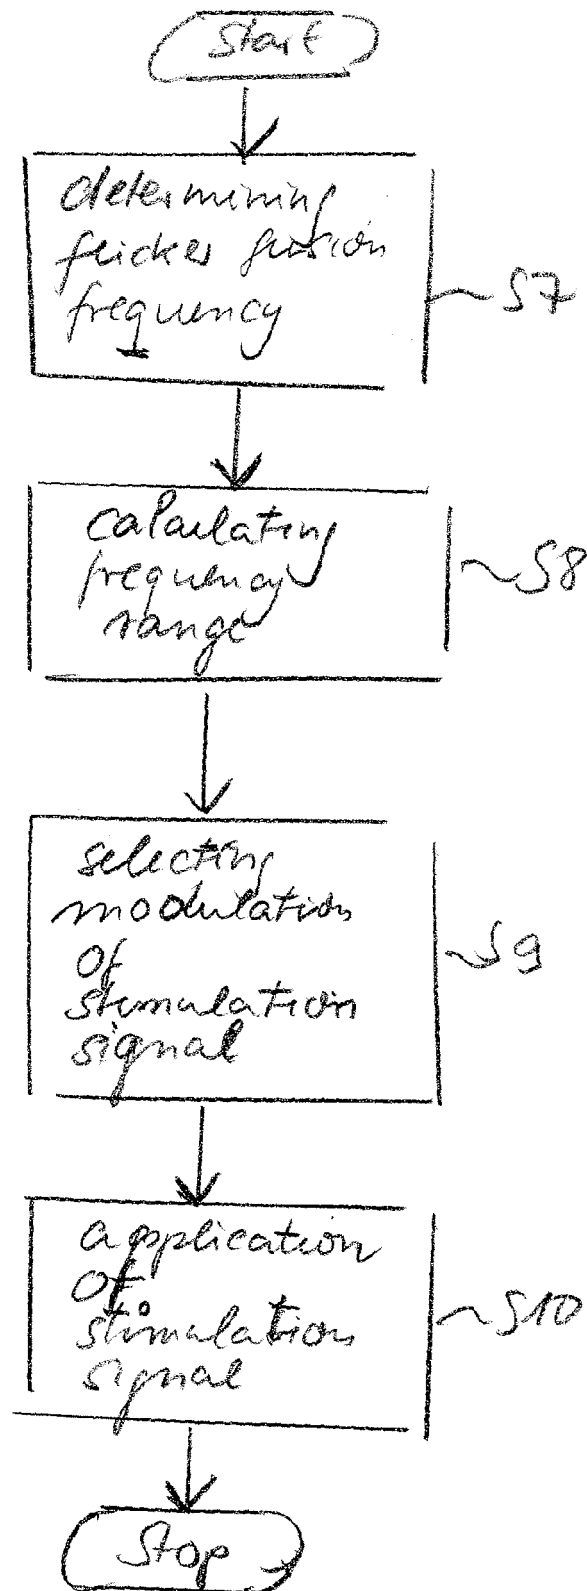 Start
determining
flicker fusion
frequency
~S7
calculating
frequency
range
~S8
selecting
modulation
of
stimulation
signal
~S9
application
of
stimulation
signal
~S10
Stop